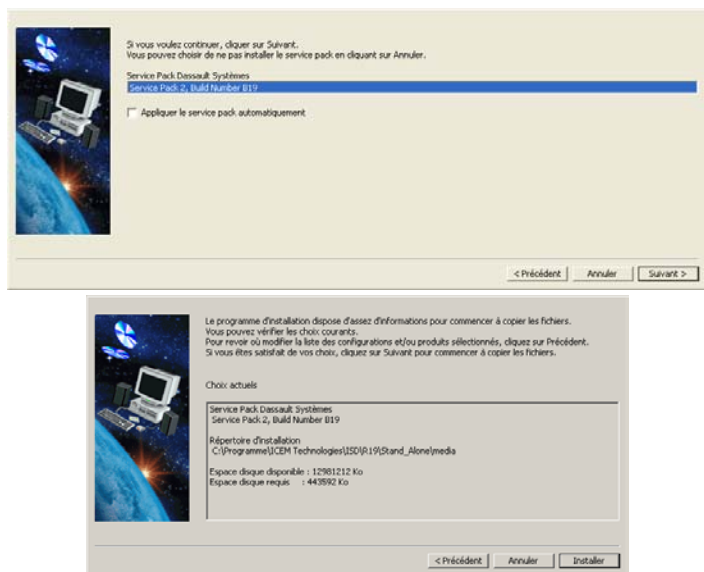 Si vous voulez continuer, cliquer sur Suivant.
Vous pouvez choisir de ne pas installer le service pack en cliquant sur Annuler.
Service Pack Dassault Systèmes
Service Pack 2, Build Number B19
Appliquer le service pack automatiquement
< Précédent Annuler Suivant >
Le programme d'installation dispose d'assez d'informations pour commencer à copier les fichiers.
Vous pouvez vérifier les choix courants.
Pour revoir où modifier la liste des configurations et/ou produits sélectionnés, cliquez sur Précédent.
Si vous êtes satisfait de vos choix, cliquez sur Suivant pour commencer à copier les fichiers.
Choix actuels
Service Pack Dassault Systèmes
Service Pack 2, Build Number B19
Répertoire d'installation
C:\Programme\ICEM Technologies\ISD\R19\Stand_Alone\media
Espace disque disponible : 12981212 Ko
Espace disque requis : 443592 Ko
< Précédent Annuler Installer